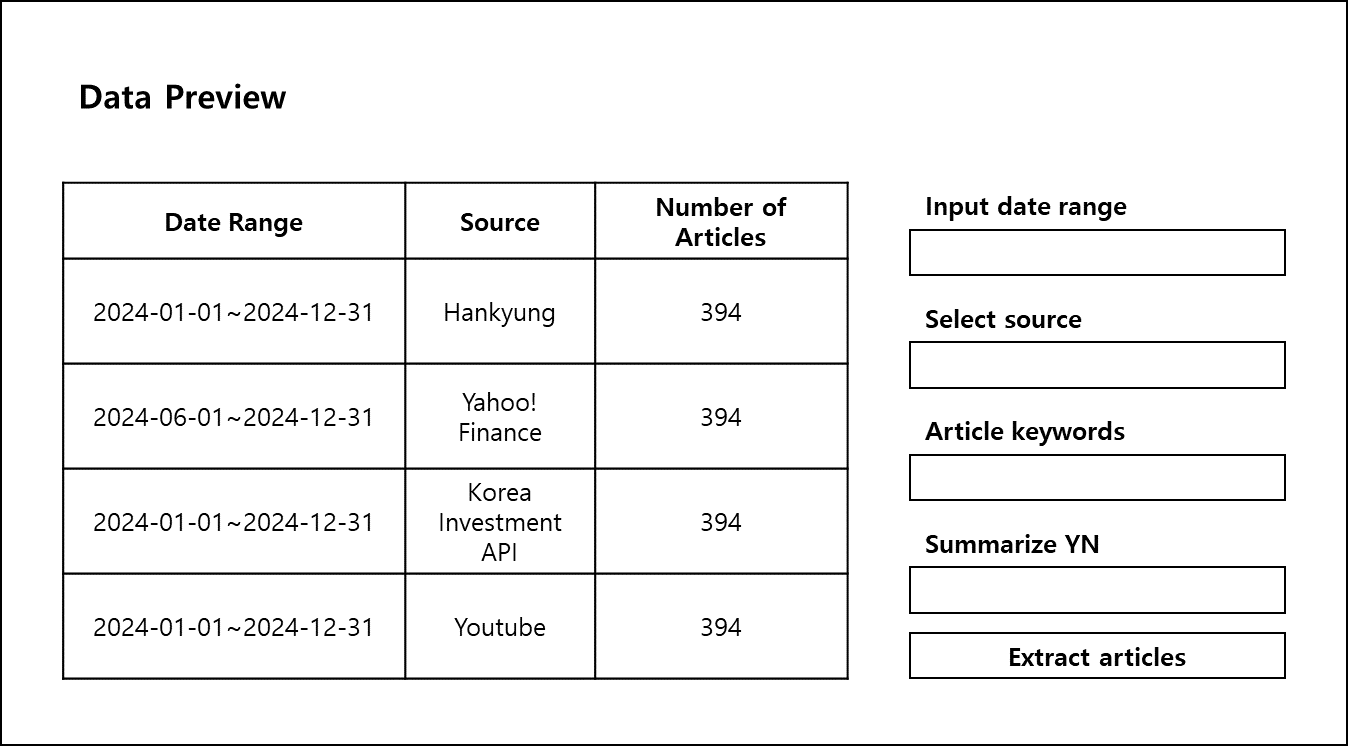 Data Preview
Date Range
Source
Number of
Articles
2024-01-01~2024-12-31
Hankyung
394
2024-06-01~2024-12-31
Yahoo!
Finance
394
2024-01-01~2024-12-31
Korea
Investment
API
394
2024-01-01~2024-12-31
Youtube
394
Input date range
Select source
Article keywords
Summarize YN
Extract articles